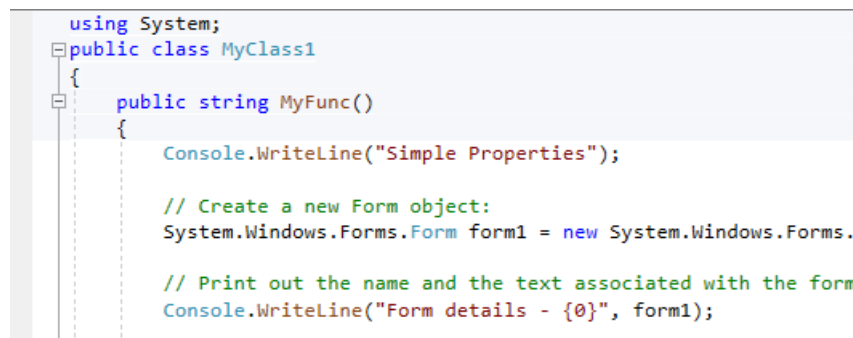 using System;
public class MyClass1
{
public string MyFunc()
{
Console.WriteLine("Simple Properties");
// Create a new Form object:
System.Windows.Forms.Form form1 = new System.Windows.Forms.
// Print out the name and the text associated with the form
Console.WriteLine("Form details - {0}", form1);